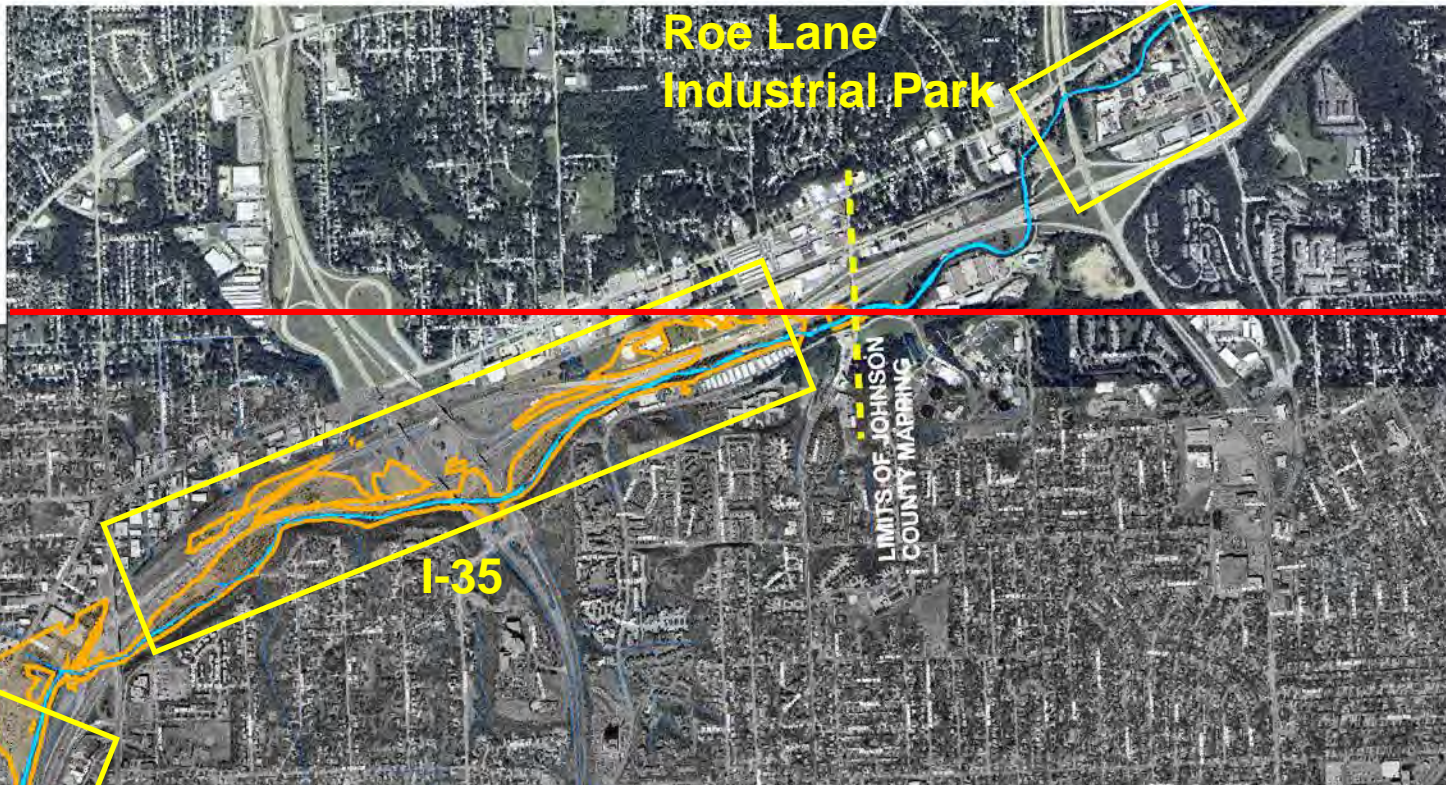 Roe Lane
Industrial Park
LIMITS OF JOHNSON
COUNTY MAPPING
I-35